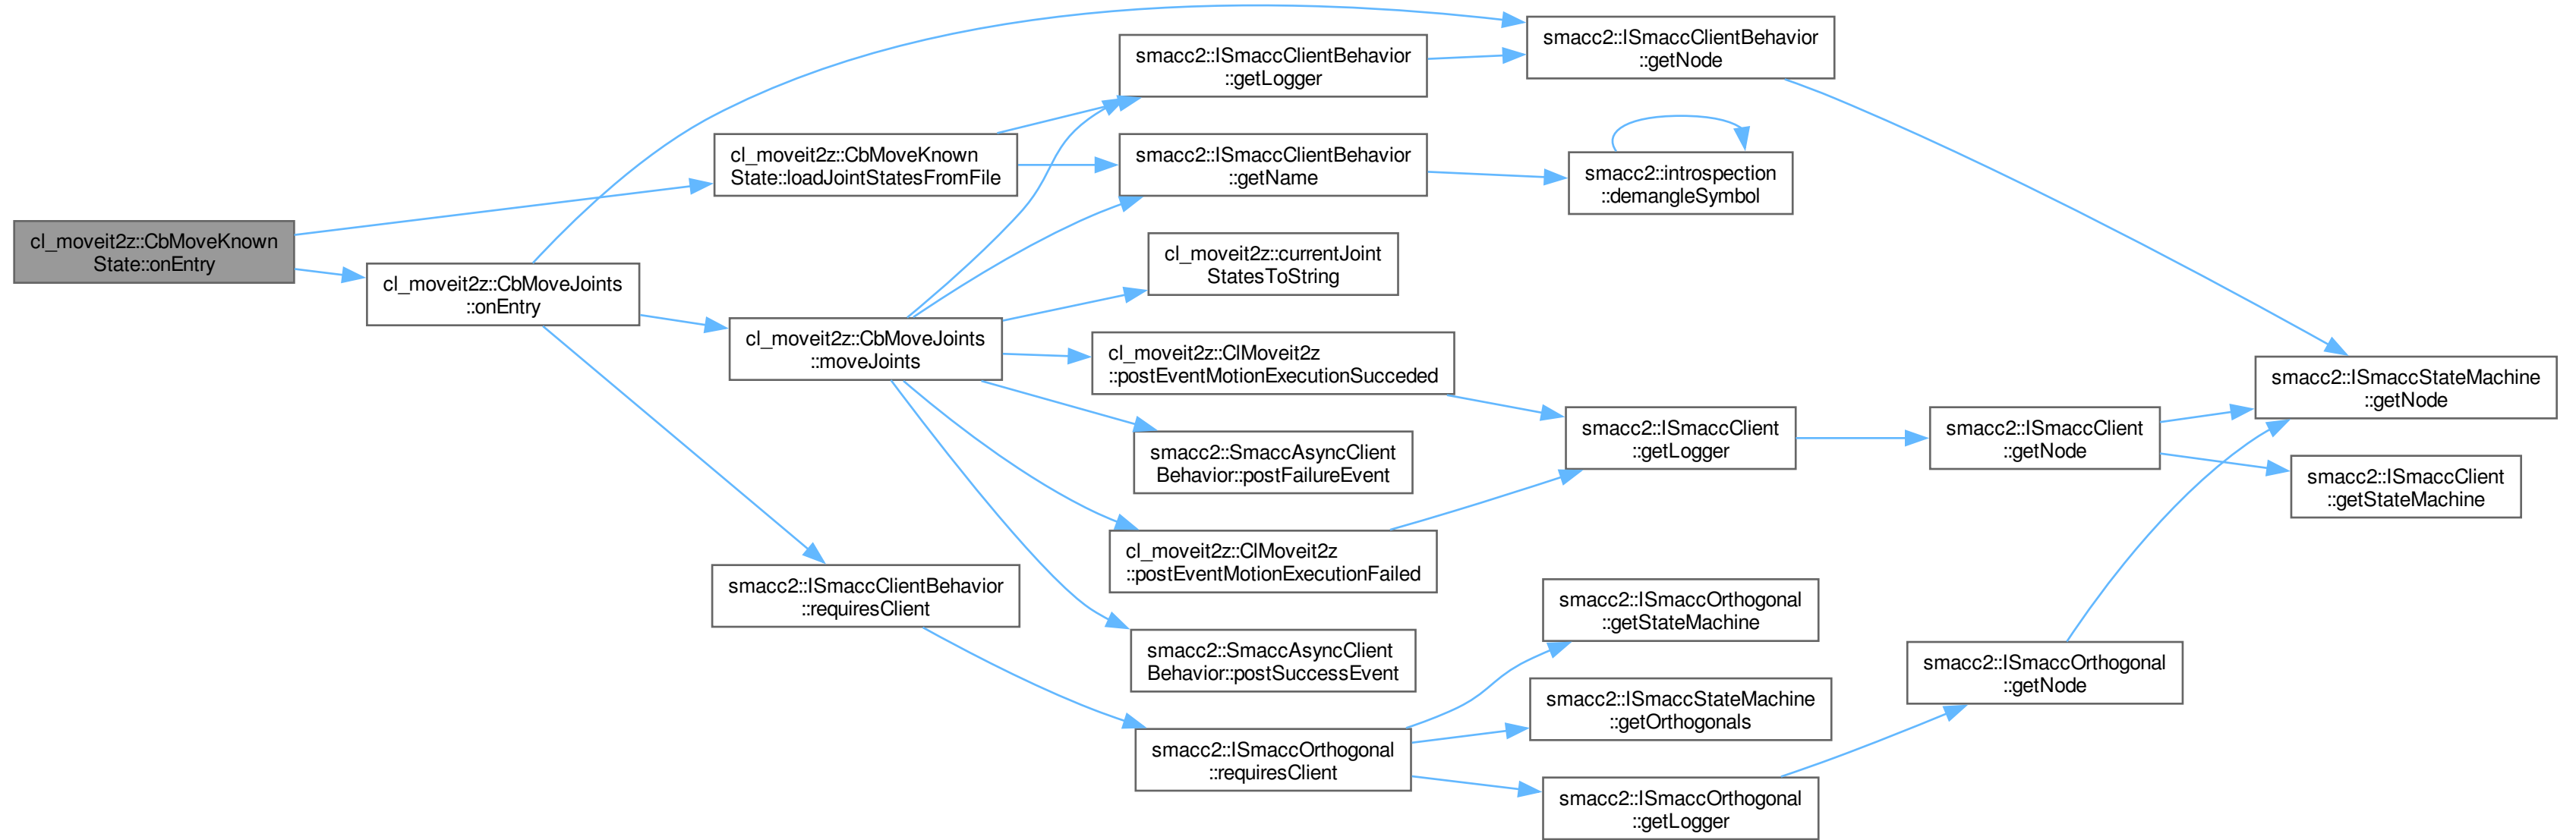 cl_moveit2z::CbMoveKnown
State::onEntry
cl_moveit2z::CbMoveJoints
::onEntry
cl_moveit2z::CbMoveKnown
State::loadJointStatesFromFile
cl_moveit2z::CbMoveJoints
::moveJoints
smacc2::ISmaccClientBehavior
::requiresClient
smacc2::ISmaccClientBehavior
::getLogger
smacc2::ISmaccClientBehavior
::getName
cl_moveit2z::currentJoint
StatesToString
cl_moveit2z::ClMoveit2z
::postEventMotionExecutionSucceded
smacc2::SmaccAsyncClient
Behavior::postFailureEvent
cl_moveit2z::ClMoveit2z
::postEventMotionExecutionFailed
smacc2::SmaccAsyncClient
Behavior::postSuccessEvent
smacc2::ISmaccOrthogonal
::requiresClient
smacc2::ISmaccClientBehavior
::getNode
smacc2::introspection
::demangleSymbol
smacc2::ISmaccClient
::getLogger
smacc2::ISmaccOrthogonal
::getStateMachine
smacc2::ISmaccStateMachine
::getOrthogonals
smacc2::ISmaccOrthogonal
::getLogger
smacc2::ISmaccClient
::getNode
smacc2::ISmaccOrthogonal
::getNode
smacc2::ISmaccStateMachine
::getNode
smacc2::ISmaccClient
::getStateMachine